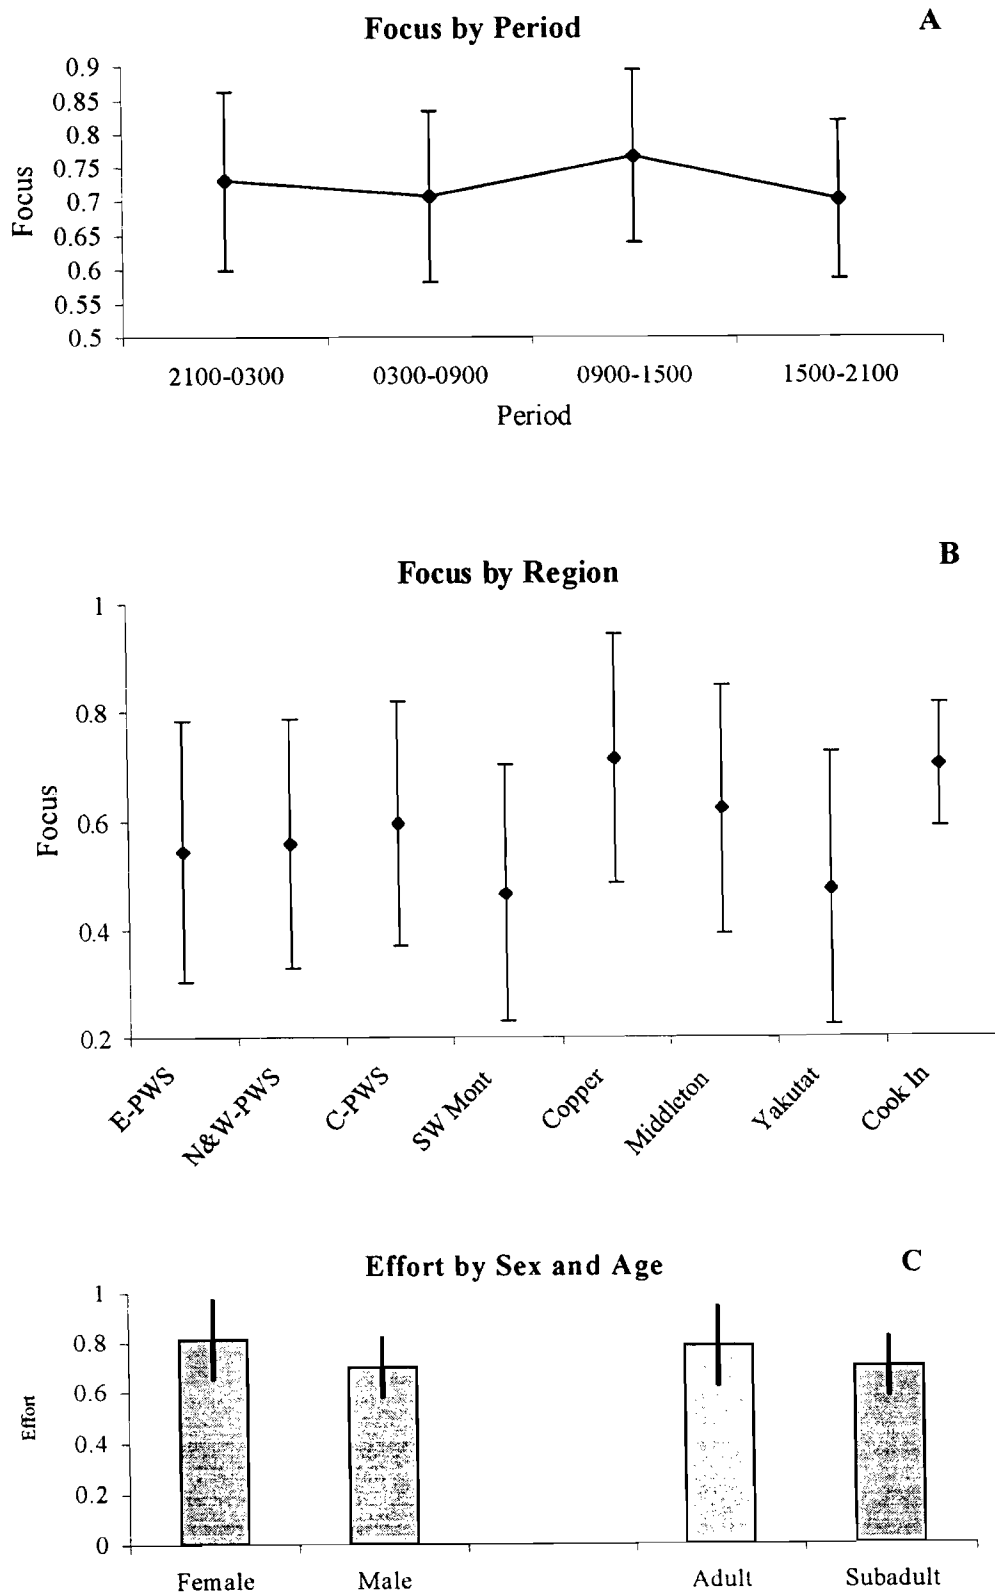 A
Focus by Period
0.9
0.85
0.8
0.75
0.7
0.65
0.6
0.55
0.5
Focus
2100-0300 0300-0900 0900-1500 1500-2100
Period
B
Focus by Region
1
0.8
0.6
0.4
0.2
Focus
E-PWS N&W-PWS C-PWS SW Mont Copper Middleton Yakutat Cook In
C
Effort by Sex and Age
1
0.8
0.6
0.4
0.2
0
Effort
Female Male Adult Subadult